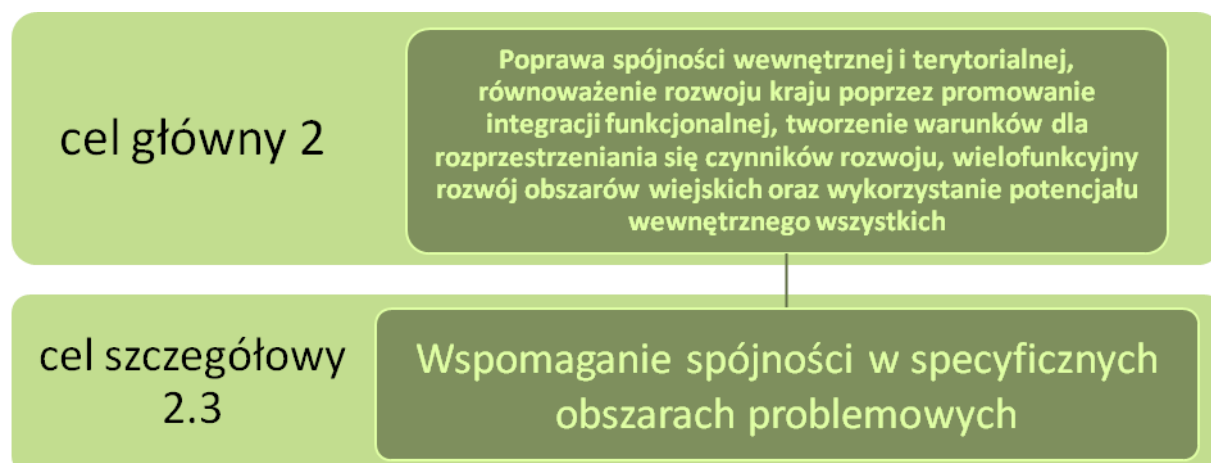 cel główny 2
Poprawa spójności wewnętrznej i terytorialnej,
równoważenie rozwoju kraju poprzez promowanie
integracji funkcjonalnej, tworzenie warunków dla
rozprzestrzeniania się czynników rozwoju, wielofunkcyjny
rozwój obszarów wiejskich oraz wykorzystanie potencjału
wewnętrznego wszystkich
cel szczegółowy
2.3
Wspomaganie spójności w specyficznych
obszarach problemowych